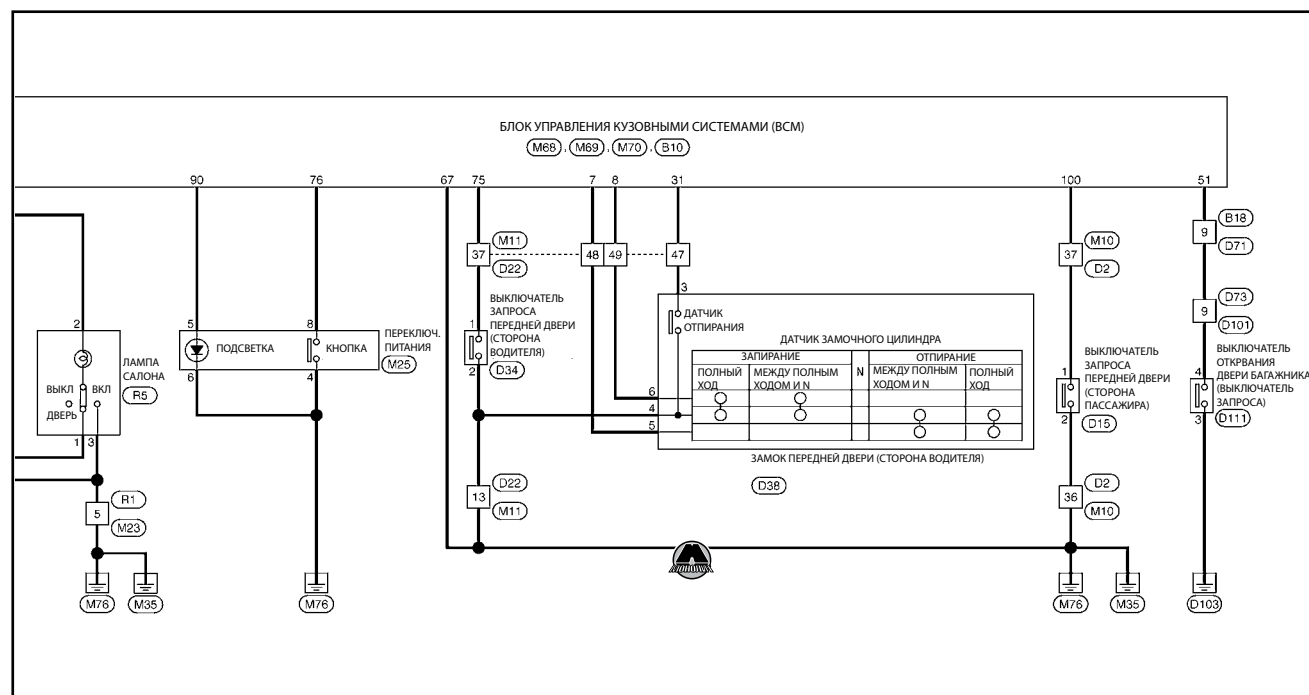 БЛОК УПРАВЛЕНИЯ КУЗОВНЫМИ СИСТЕМАМИ (BCM)
M68 , M69 , M70 , B10
90 76 67 75 7 8 31 100 51
37 M11 D22
48 49 47
37 M10 D2
9 B18 D71
9 D73 D101
2
ЛАМПА
САЛОНА
R5
ВЫКЛ ВКЛ
ДВЕРЬ
1 3
5 R1 M23
M76 M35
5 8
ПОДСВЕТКА КНОПКА
6 4
ПЕРЕКЛЮЧ.
ПИТАНИЯ
M25
M76
ВЫКЛЮЧАТЕЛЬ
ЗАПРОСА
ПЕРЕДНЕЙ ДВЕРИ
(СТОРОНА
ВОДИТЕЛЯ)
D34
1
2
13 D22 M11
3
ДАТЧИК
ОТПИРАНИЯ
ДАТЧИК ЗАМОЧНОГО ЦИЛИНДРА
ЗАПИРАНИЕ N ОТПИРАНИЕ
ПОЛНЫЙ
ХОД
МЕЖДУ ПОЛНЫМ
ХОДОМ И N
МЕЖДУ ПОЛНЫМ
ХОДОМ И N
ПОЛНЫЙ
ХОД
6
4
5
ЗАМОК ПЕРЕДНЕЙ ДВЕРИ (СТОРОНА ВОДИТЕЛЯ)
D38
ВЫКЛЮЧАТЕЛЬ
ЗАПРОСА
ПЕРЕДНЕЙ ДВЕРИ
(СТОРОНА
ПАССАЖИРА)
D15
1
2
36 D2 M10
M76 M35
ВЫКЛЮЧАТЕЛЬ
ОТКРВАНИЯ
ДВЕРИ БАГАЖНИКА
(ВЫКЛЮЧАТЕЛЬ
ЗАПРОСА)
D111
4
3
D103